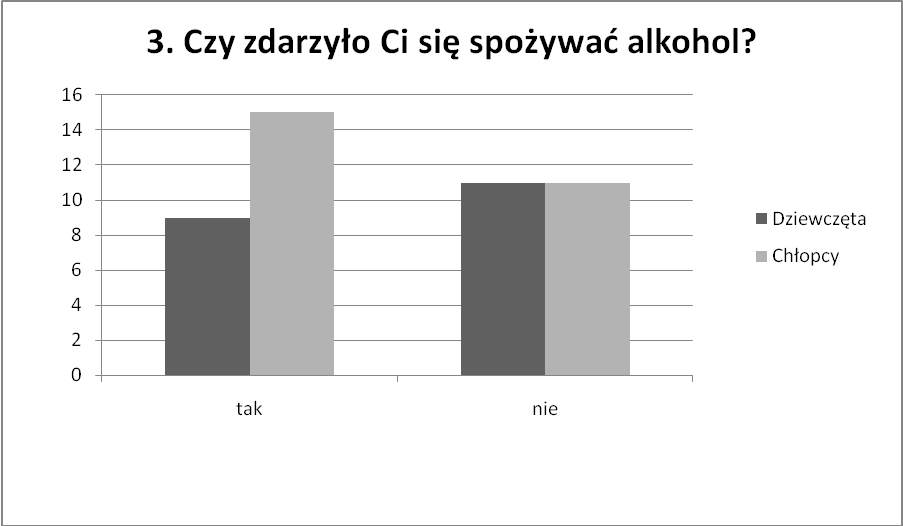 3. Czy zdarzyło Ci się spożywać alkohol?
16
14
12
10
8
6
4
2
0
tak nie
Dziewczęta
Chłopcy